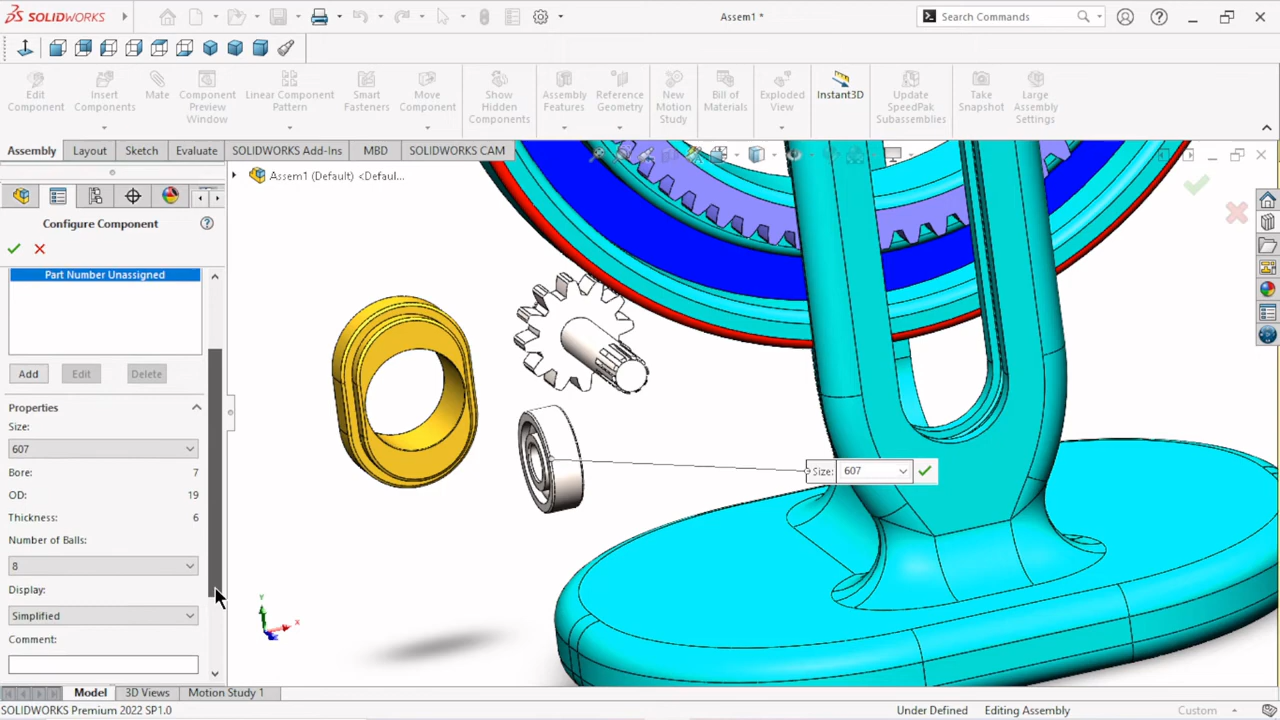 SOLIDWORKS
Assem1 *
Search Commands
Edit Component
Insert Components
Mate
Component Preview Window
Linear Component Pattern
Smart Fasteners
Move Component
Show Hidden Components
Assembly Features
Reference Geometry
New Motion Study
Bill of Materials
Exploded View
Instant3D
Update SpeedPak Subassemblies
Take Snapshot
Large Assembly Settings
Assembly
Layout
Sketch
Evaluate
SOLIDWORKS Add-Ins
MBD
SOLIDWORKS CAM
Assem1 (Default) <Defaul...
Configure Component
Part Number Unassigned
Add
Edit
Delete
Properties
Size:
607
Bore: 7
OD: 19
Thickness: 6
Number of Balls:
8
Display:
Simplified
Comment:
Size: 607
Y
X
Model
3D Views
Motion Study 1
SOLIDWORKS Premium 2022 SP1.0
Under Defined
Editing Assembly
Custom